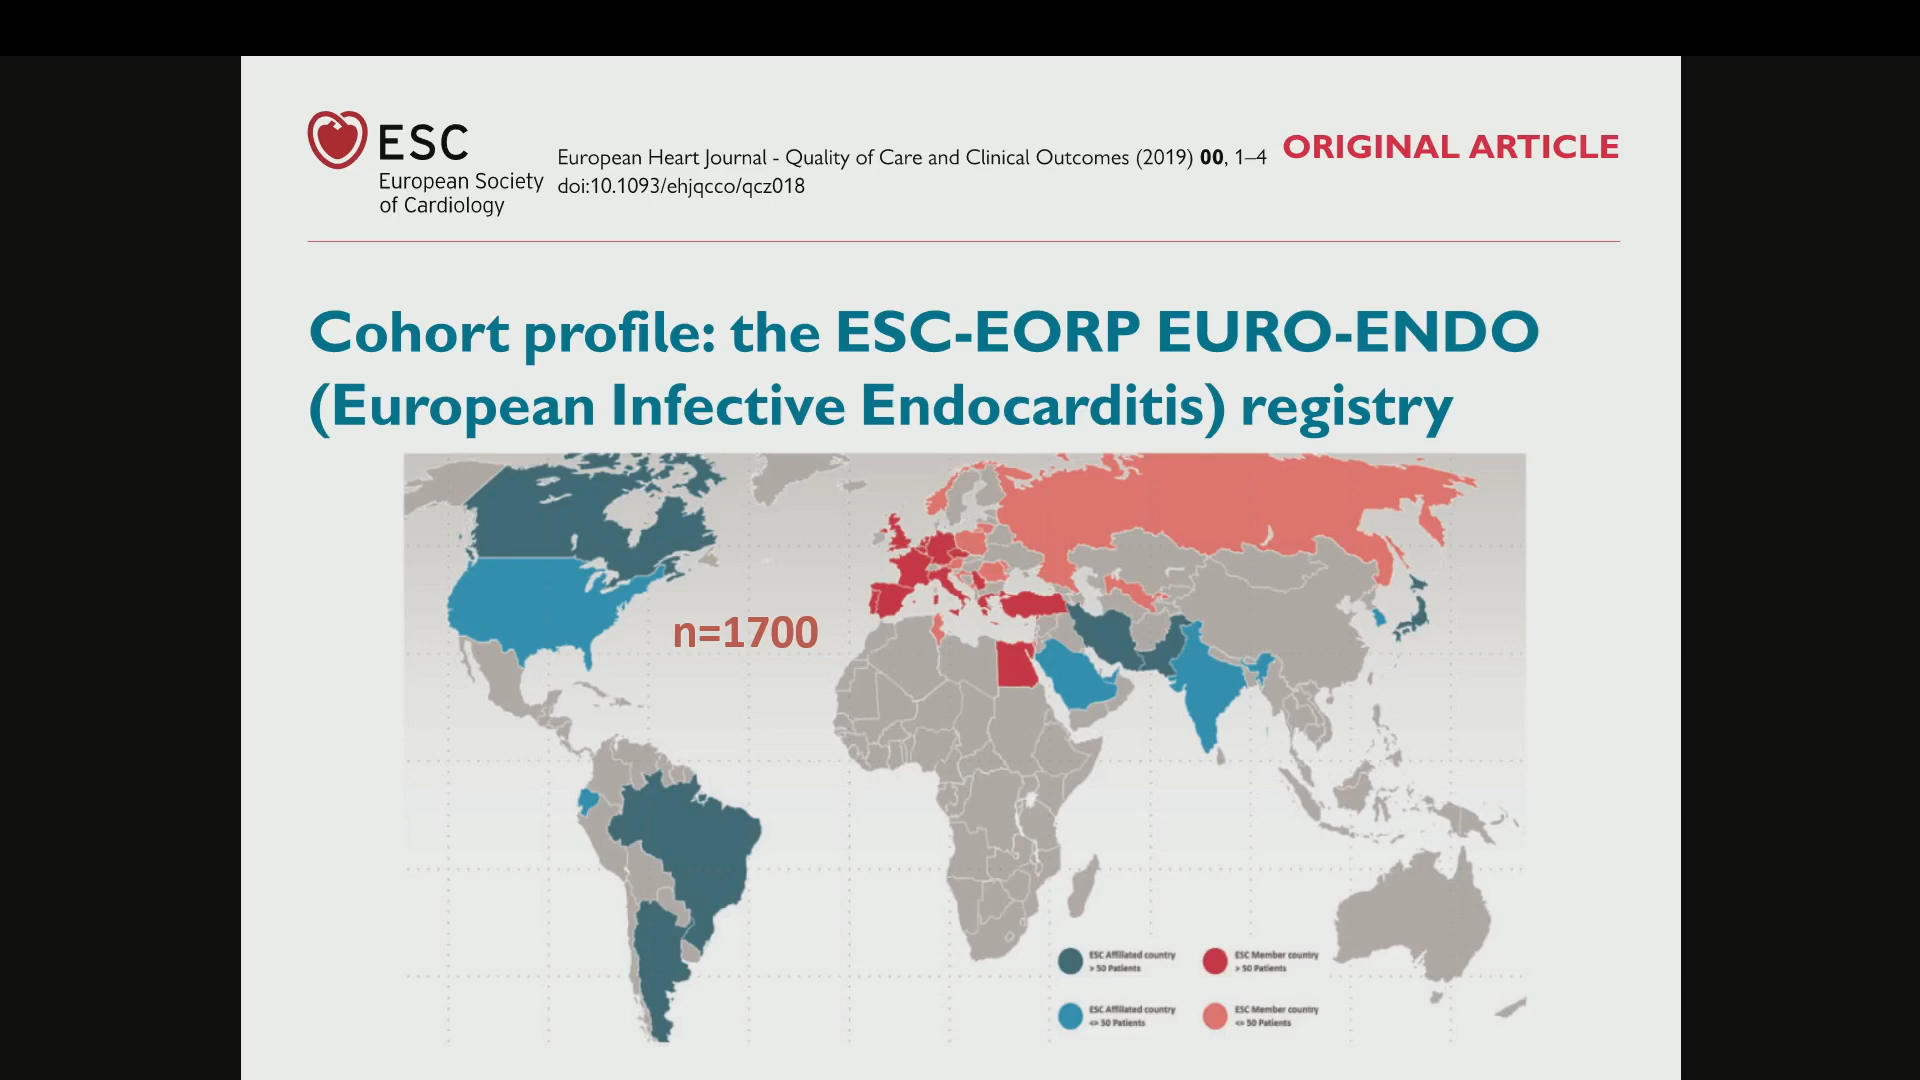 ESC
European Society
of Cardiology
European Heart Journal - Quality of Care and Clinical Outcomes (2019) 00, 1–4
doi:10.1093/ehjqcco/qcz018
ORIGINAL ARTICLE
Cohort profile: the ESC-EORP EURO-ENDO
(European Infective Endocarditis) registry
n=1700
ESC Affiliated country
> 50 Patients
ESC Member country
> 50 Patients
ESC Affiliated country
<= 50 Patients
ESC Member country
<= 50 Patients